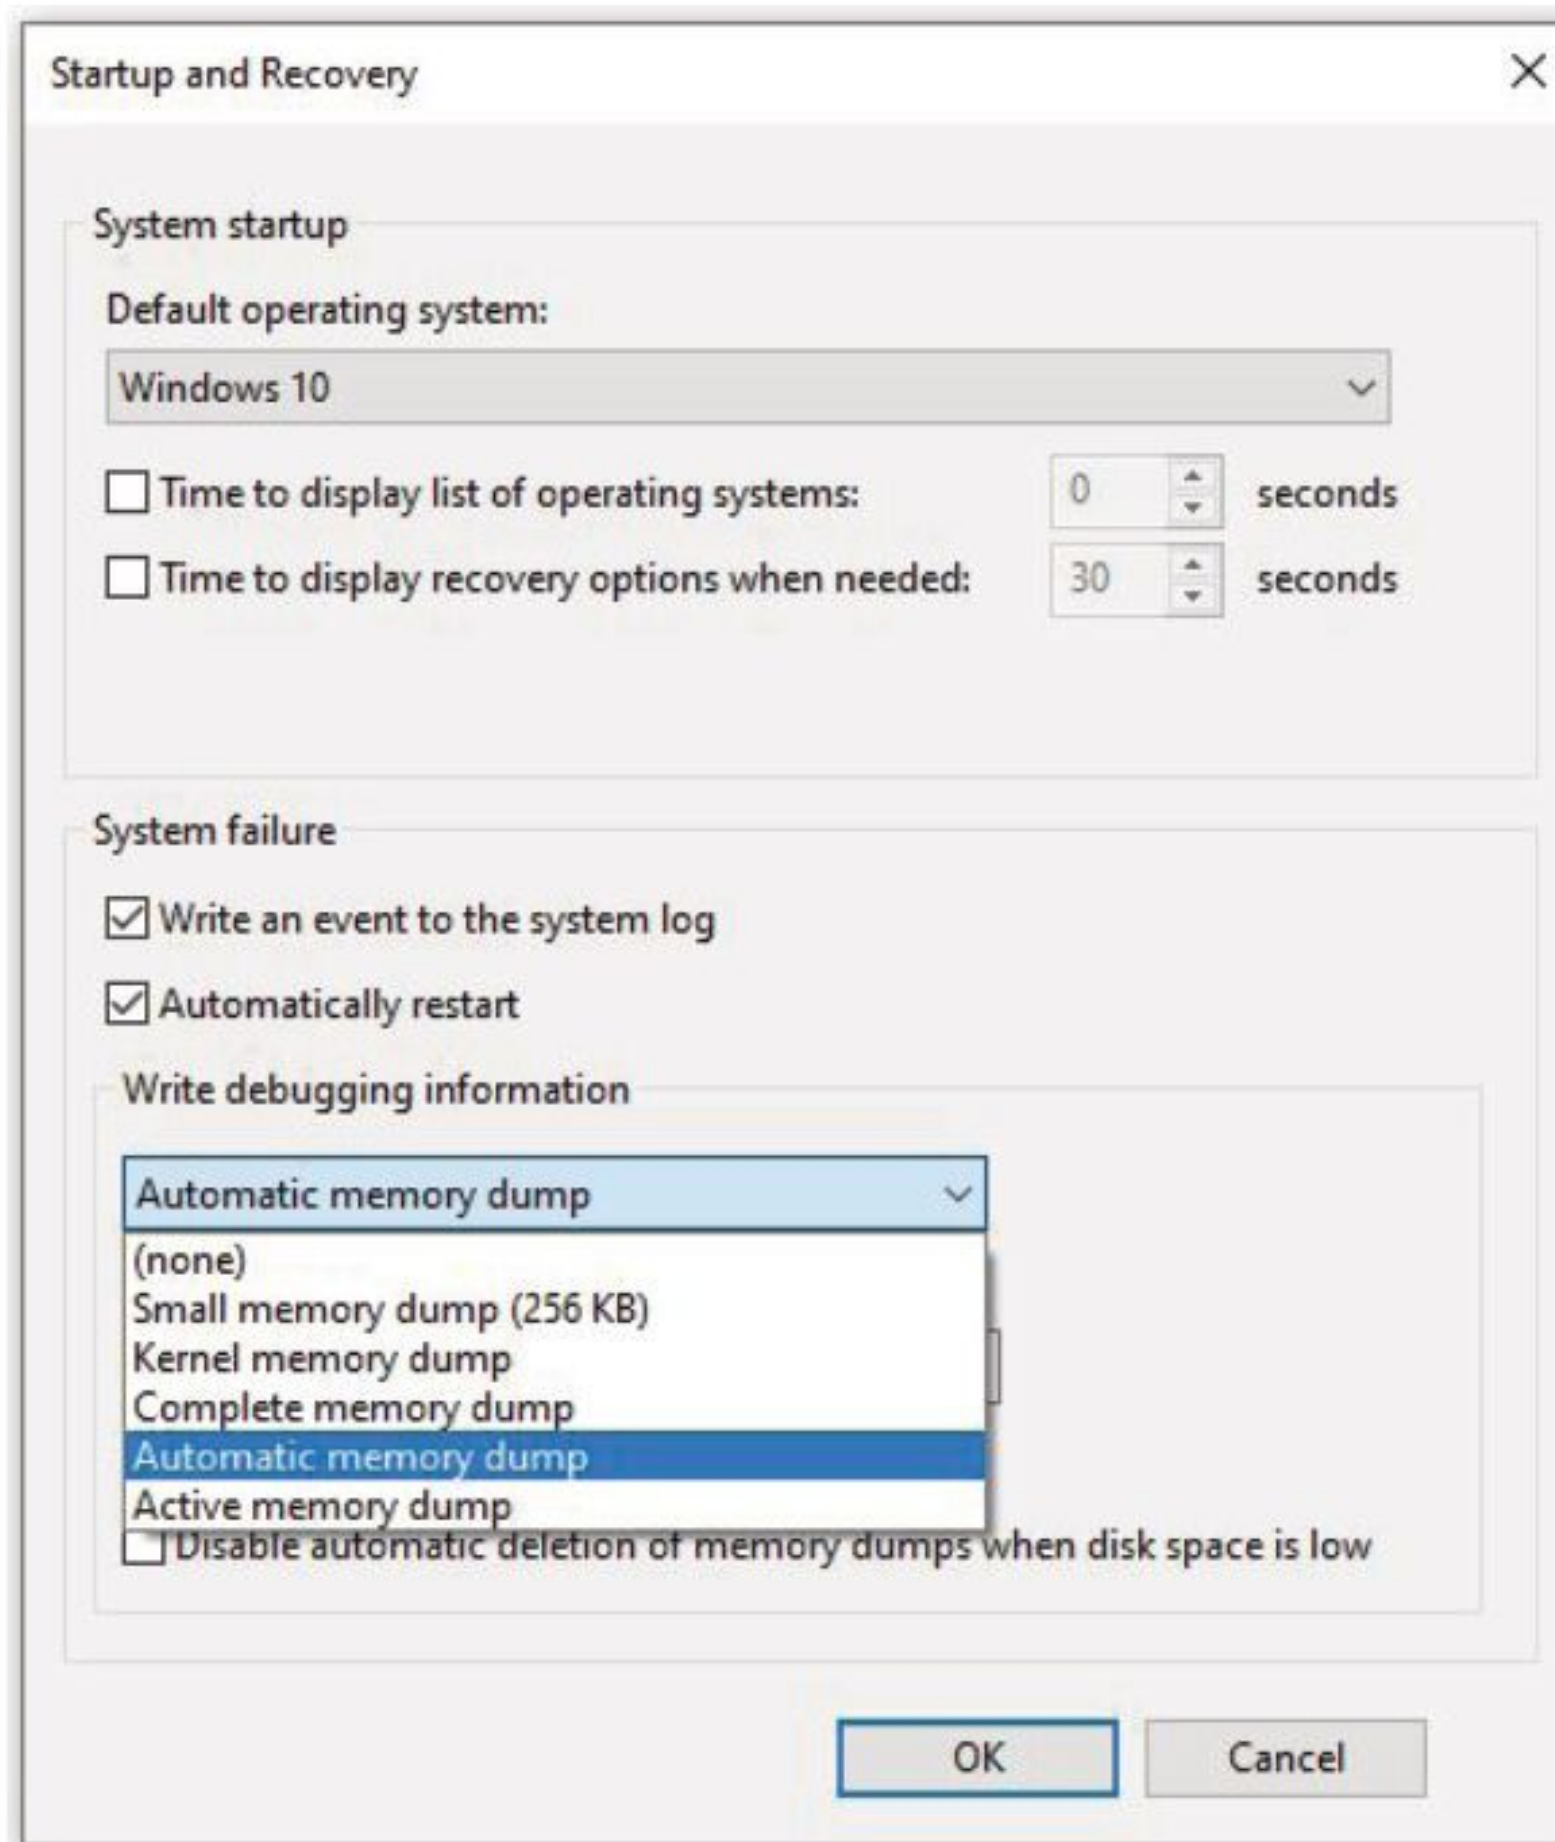 Startup and Recovery
System startup
Default operating system:
Windows 10
Time to display list of operating systems: 0 seconds
Time to display recovery options when needed: 30 seconds
System failure
Write an event to the system log
Automatically restart
Write debugging information
Automatic memory dump
(none)
Small memory dump (256 KB)
Kernel memory dump
Complete memory dump
Automatic memory dump
Active memory dump
Disable automatic deletion of memory dumps when disk space is low
OK Cancel